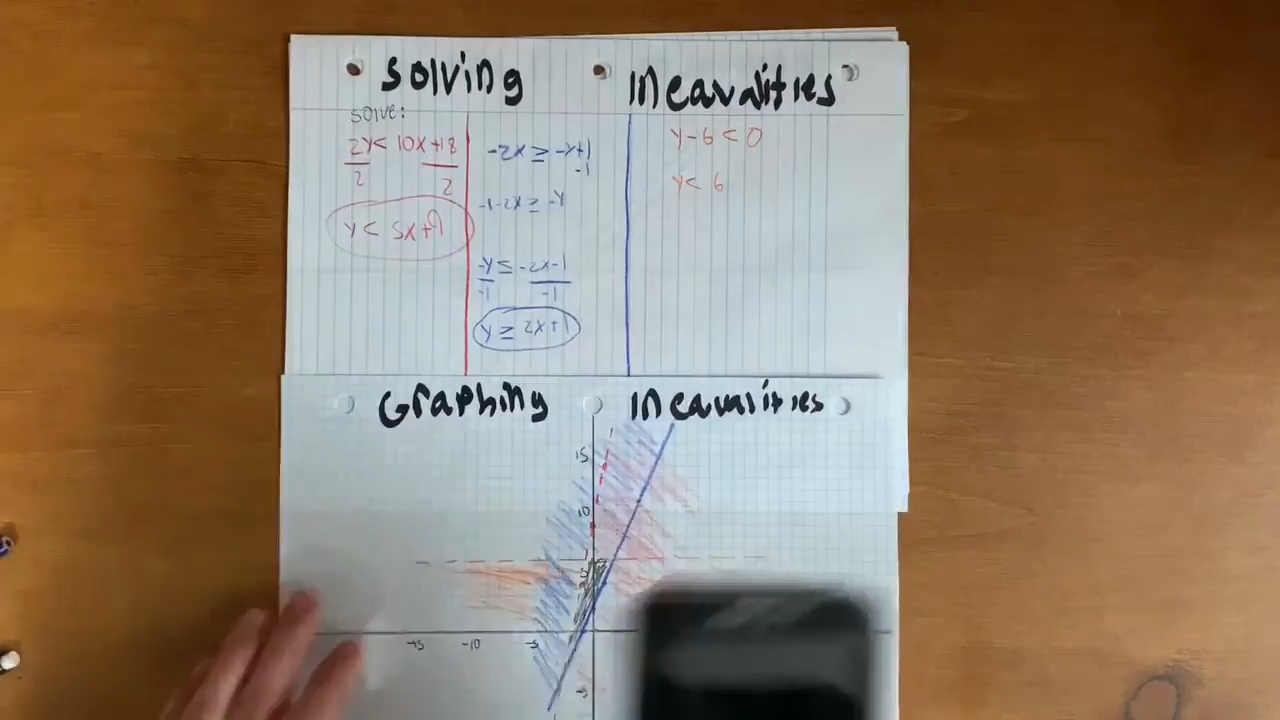 Solving Inequalities
solve:
2y < 10x+18
2 2
y < 5x+9
-2x ≥ -y+1
-1
-1-2x ≥ -y
-y ≤ -2x-1
-1 -1
y ≥ 2x+1
y-6 < 0
y < 6
Graphing Inequalities
15
10
5
-15 -10 -5
-5